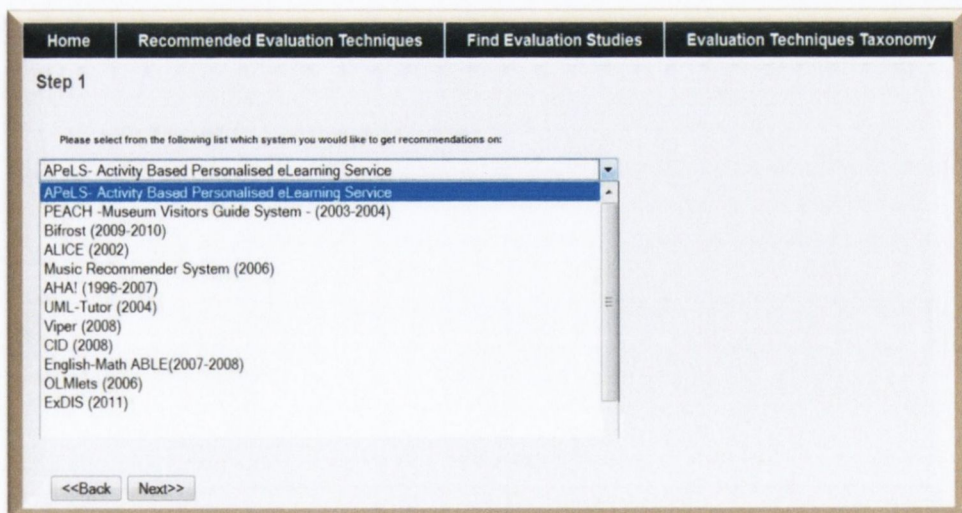 Home Recommended Evaluation Techniques Find Evaluation Studies Evaluation Techniques Taxonomy
Step 1
Please select from the following list which system you would like to get recommendations on:
APeLS- Activity Based Personalised eLearning Service
APeLS- Activity Based Personalised eLearning Service
PEACH -Museum Visitors Guide System - (2003-2004)
Bifrost (2009-2010)
ALICE (2002)
Music Recommender System (2006)
AHA! (1996-2007)
UML-Tutor (2004)
Viper (2008)
CID (2008)
English-Math ABLE(2007-2008)
OLMlets (2006)
ExDIS (2011)
<<Back Next>>